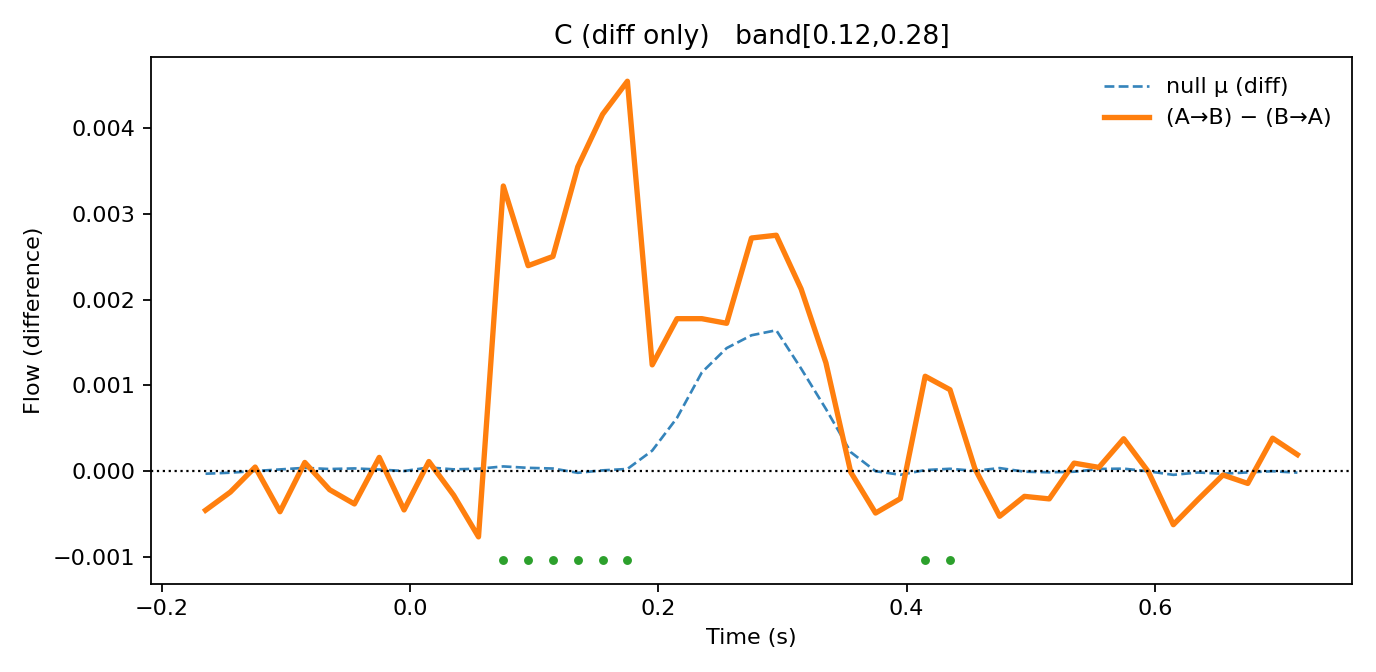 C (diff only)   band[0.12,0.28]
null μ (diff)
(A→B) − (B→A)
Flow (difference)
0.004
0.003
0.002
0.001
0.000
−0.001
−0.2
0.0
0.2
0.4
0.6
Time (s)